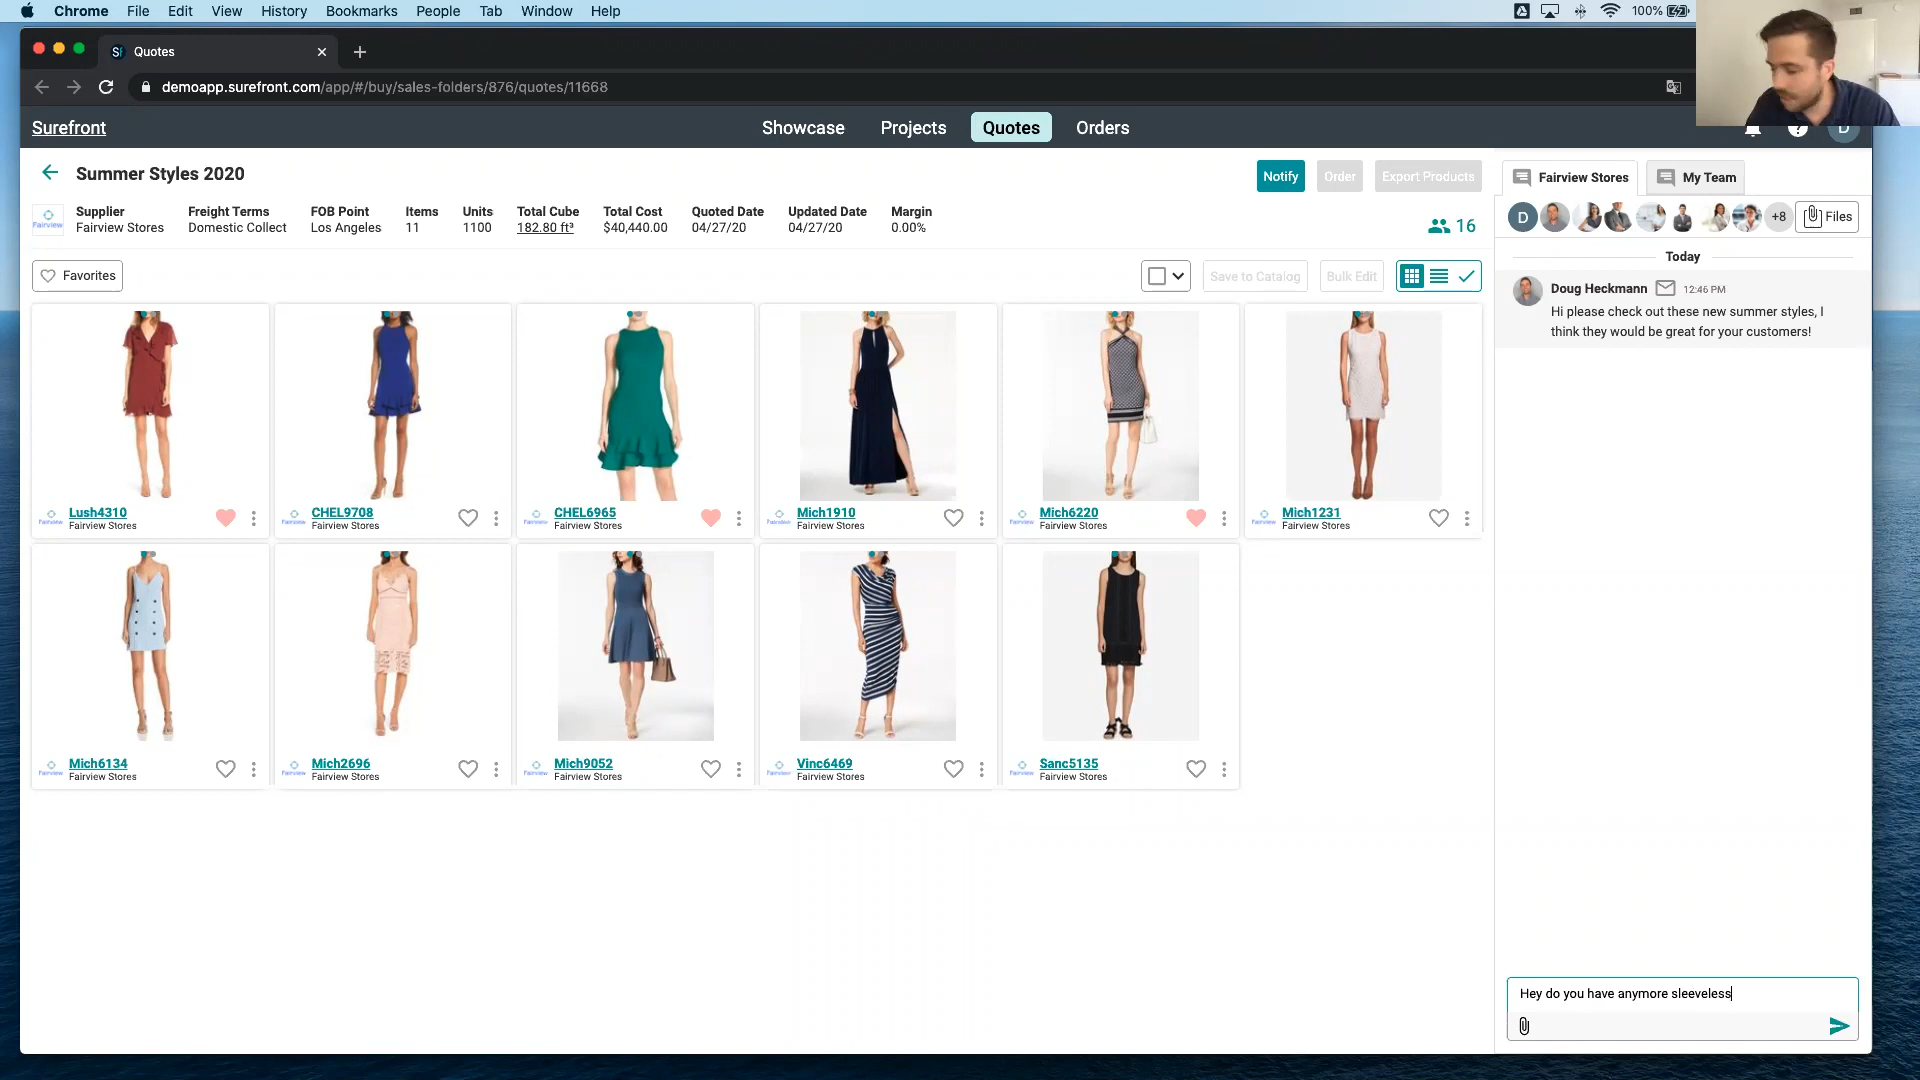 Chrome File Edit View History Bookmarks People Tab Window Help
100%
Sf Quotes
demoapp.surefront.com/app/#/buy/sales-folders/876/quotes/11668
Surefront
Showcase Projects Quotes Orders
D
Summer Styles 2020
Notify Order Export Products
Fairview
Supplier Freight Terms FOB Point Items Units Total Cube Total Cost Quoted Date Updated Date Margin
Fairview Stores Domestic Collect Los Angeles 11 1100 182.80 ft³ $40,440.00 04/27/20 04/27/20 0.00%
16
Favorites
Save to Catalog Bulk Edit
Lush4310
Fairview Stores
CHEL9708
Fairview Stores
CHEL6965
Fairview Stores
Mich1910
Fairview Stores
Mich6220
Fairview Stores
Mich1231
Fairview Stores
Mich6134
Fairview Stores
Mich2696
Fairview Stores
Mich9052
Fairview Stores
Vinc6469
Fairview Stores
Sanc5135
Fairview Stores
Fairview Stores My Team
D +8 Files
Today
Doug Heckmann 12:46 PM
Hi please check out these new summer styles, I
think they would be great for your customers!
Hey do you have anymore sleeveless